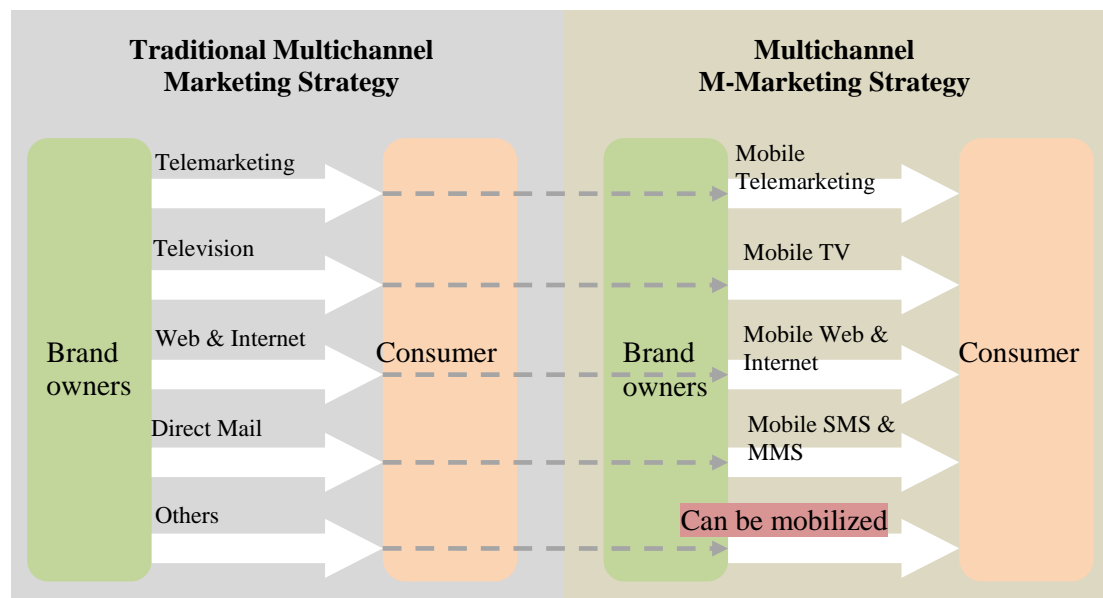 Traditional Multichannel
Marketing Strategy
Multichannel
M-Marketing Strategy
Telemarketing
Television
Web & Internet
Direct Mail
Others
Brand
owners
Consumer
Mobile
Telemarketing
Mobile TV
Mobile Web &
Internet
Mobile SMS &
MMS
Can be mobilized
Brand
owners
Consumer